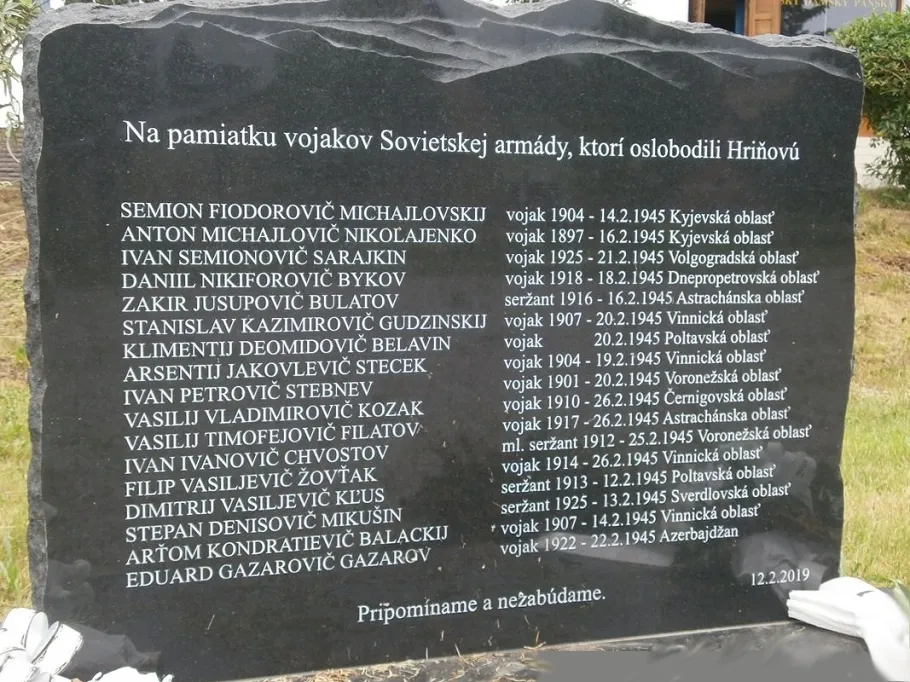 Na pamiatku vojakov Sovietskej armády, ktorí oslobodili Hriňovú
SEMION FIODOROVIČ MICHAJLOVSKIJ vojak 1904 - 14.2.1945 Kyjevská oblasť
ANTON MICHAJLOVIČ NIKOĽAJENKO vojak 1897 - 16.2.1945 Kyjevská oblasť
IVAN SEMIONOVIČ SARAJKIN vojak 1925 - 21.2.1945 Volgogradská oblasť
DANIIL NIKIFOROVIČ BYKOV vojak 1918 - 18.2.1945 Dnepropetrovská oblasť
ZAKIR JUSUPOVIČ BULATOV seržant 1916 - 16.2.1945 Astrachánska oblasť
STANISLAV KAZIMIROVIČ GUDZINSKIJ vojak 1907 - 20.2.1945 Vinnická oblasť
KLIMENTIJ DEOMIDOVIČ BELAVIN vojak 20.2.1945 Poltavská oblasť
ARSENTIJ JAKOVLEVIČ STECEK vojak 1904 - 19.2.1945 Vinnická oblasť
IVAN PETROVIČ STEBNEV vojak 1901 - 20.2.1945 Voronežská oblasť
VASILIJ VLADIMIROVIČ KOZAK vojak 1910 - 26.2.1945 Černigovská oblasť
VASILIJ TIMOFEJOVIČ FILATOV vojak 1917 - 26.2.1945 Astrachánska oblasť
IVAN IVANOVIČ CHVOSTOV ml. seržant 1912 - 25.2.1945 Voronežská oblasť
FILIP VASILJEVIČ ŽOVŤAK vojak 1914 - 26.2.1945 Vinnická oblasť
DIMITRIJ VASILJEVIČ KĽUS seržant 1913 - 12.2.1945 Poltavská oblasť
STEPAN DENISOVIČ MIKUŠIN seržant 1925 - 13.2.1945 Sverdlovská oblasť
ARŤOM KONDRATIEVIČ BALACKIJ vojak 1907 - 14.2.1945 Vinnická oblasť
EDUARD GAZAROVIČ GAZAROV vojak 1922 - 22.2.1945 Azerbajdžan
12.2.2019
Pripomíname a nezabúdame.